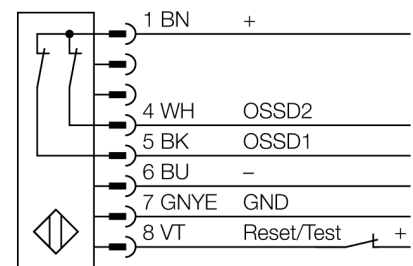 1 BN +
4 WH OSSD2
5 BK OSSD1
6 BU –
7 GNYE GND
8 VT Reset/Test +